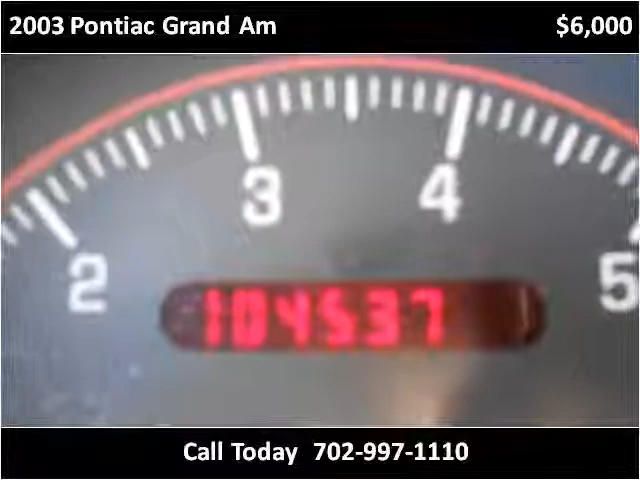 2003 Pontiac Grand Am $6,000
3 4
2 5
104537
Call Today 702-997-1110